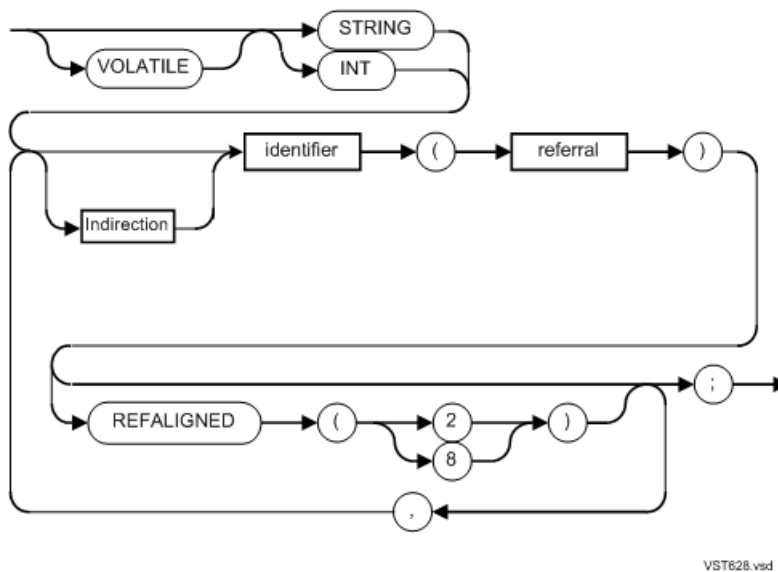 STRING
VOLATILE
INT
identifier ( referral )
Indirection
;
REFALIGNED ( 2 )
8
,
VST628.vsd